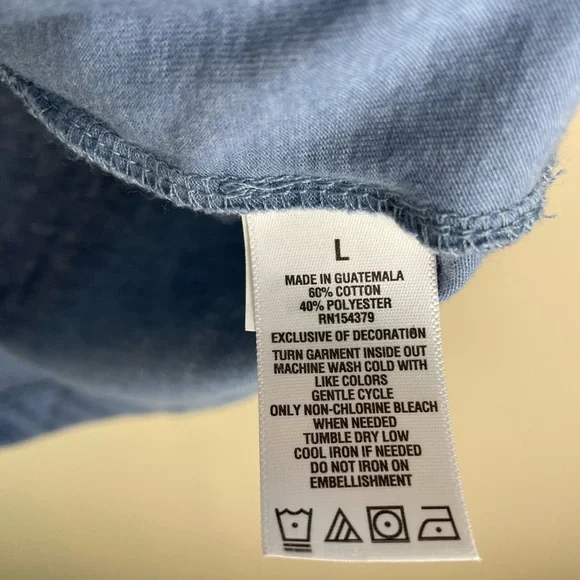 L
MADE IN GUATEMALA
60% COTTON
40% POLYESTER
RN154379
EXCLUSIVE OF DECORATION
TURN GARMENT INSIDE OUT
MACHINE WASH COLD WITH
LIKE COLORS
GENTLE CYCLE
ONLY NON-CHLORINE BLEACH
WHEN NEEDED
TUMBLE DRY LOW
COOL IRON IF NEEDED
DO NOT IRON ON
EMBELLISHMENT